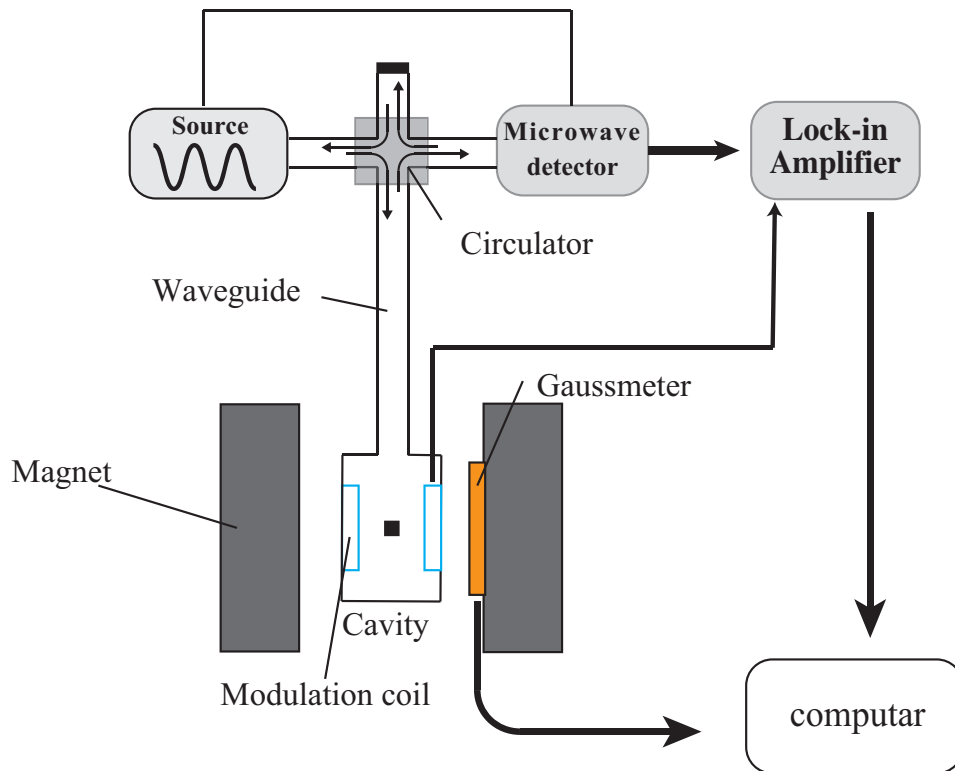 Source
Microwave
detector
Lock-in
Amplifier
Circulator
Waveguide
Gaussmeter
Magnet
Cavity
Modulation coil
computar